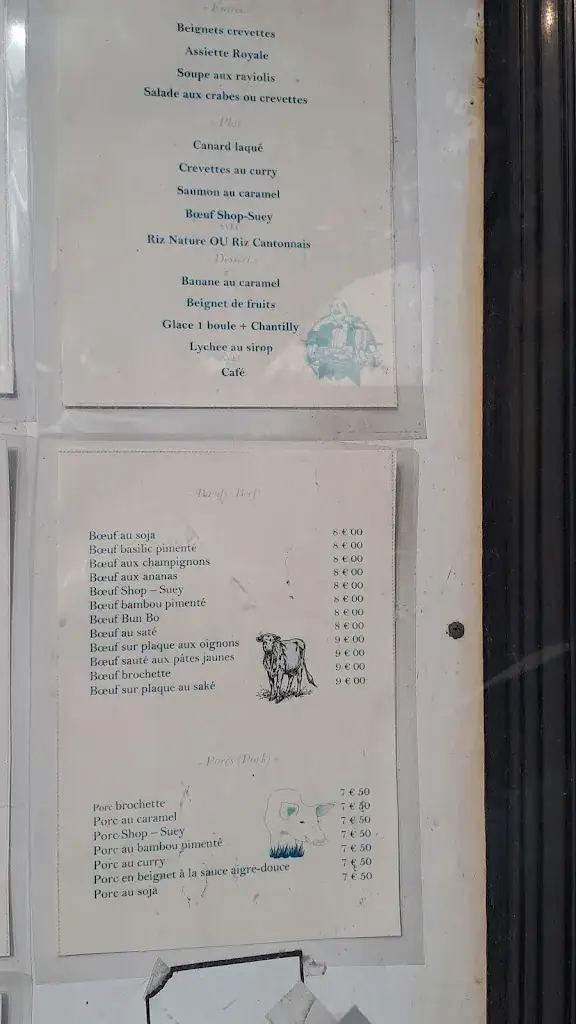 - Entrées -
Beignets crevettes
Assiette Royale
Soupe aux raviolis
Salade aux crabes ou crevettes
- Plat -
Canard laqué
Crevettes au curry
Saumon au caramel
Bœuf Shop-Suey
avec
Riz Nature OU Riz Cantonnais
Desserts
Banane au caramel
Beignet de fruits
Glace 1 boule + Chantilly
Lychee au sirop
Café
Bœuf au soja 8 € 00
Bœuf basilic pimenté 8 € 00
Bœuf aux champignons 8 € 00
Bœuf aux ananas 8 € 00
Bœuf Shop – Suey 8 € 00
Bœuf bambou pimenté 8 € 00
Bœuf Bun Bo 8 € 00
Bœuf au saté 8 € 00
Bœuf sur plaque aux oignons 9 € 00
Bœuf sauté aux pâtes jaunes 9 € 00
Bœuf brochette 9 € 00
Bœuf sur plaque au saké 9 € 00
- Porcs (Pork) -
Porc brochette 7 € 50
Porc au caramel 7 € 50
Porc Shop – Suey 7 € 50
Porc au bambou pimenté 7 € 50
Porc au curry 7 € 50
Porc en beignet à la sauce aigre-douce 7 € 50
Porc au soja 7 € 50